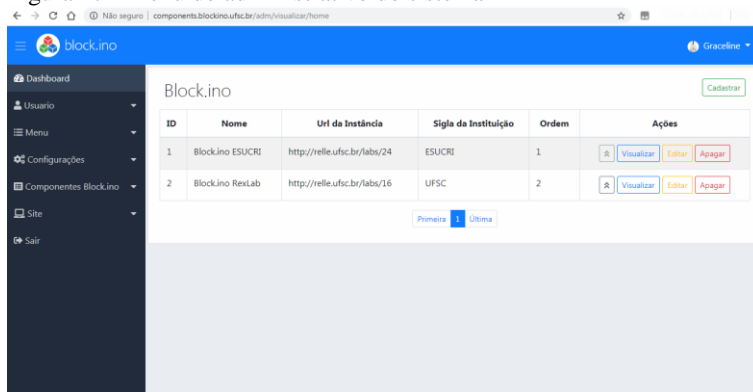 Não seguro | components.blockino.ufsc.br/adm/visualizar/home
block.ino
Graceline
Dashboard
Usuario
Menu
Configurações
Componentes Block.ino
Site
Sair
Block.ino
Cadastrar
ID Nome Url da Instância Sigla da Instituição Ordem Ações
1 Block.ino ESUCRI http://relle.ufsc.br/labs/24 ESUCRI 1 Visualizar Editar Apagar
2 Block.ino RexLab http://relle.ufsc.br/labs/16 UFSC 2 Visualizar Editar Apagar
Primeira 1 Última